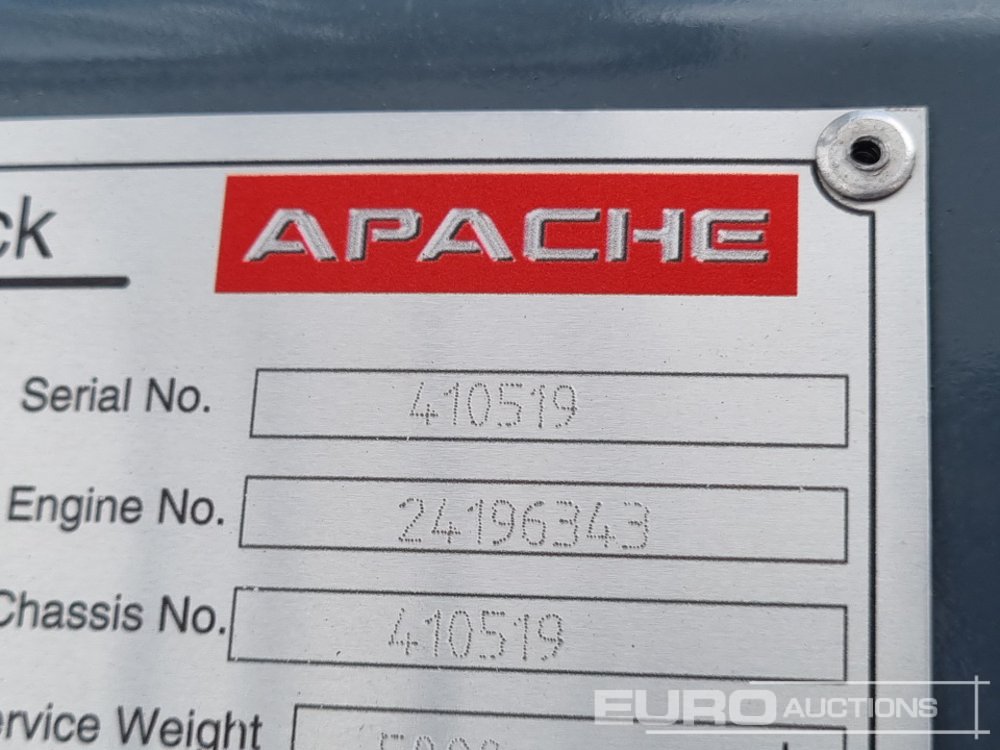 ck
APACHE
Serial No. 410519
Engine No. 24196343
Chassis No. 410519
ervice Weight
EURO AUCTIONS